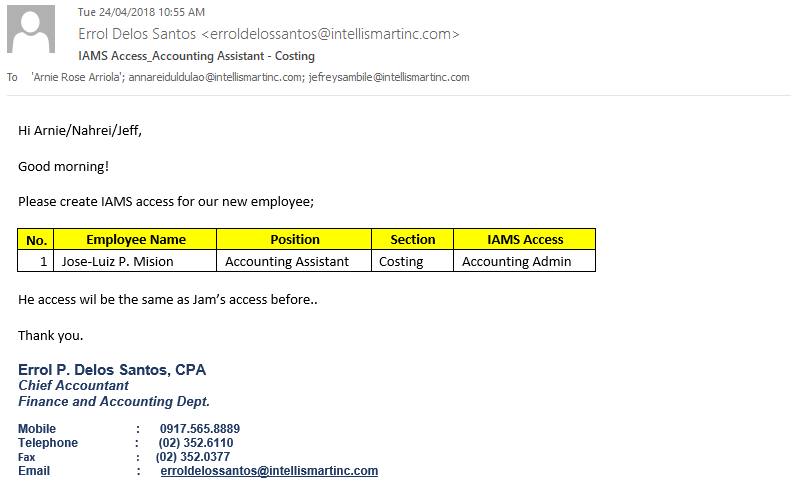 Tue 24/04/2018 10:55 AM
Errol Delos Santos <erroldelossantos@intellismartinc.com>
IAMS Access_Accounting Assistant - Costing
To 'Arnie Rose Arriola'; annareiduldulao@intellismartinc.com; jefreysambile@intellismartinc.com
Hi Arnie/Nahrei/Jeff,
Good morning!
Please create IAMS access for our new employee;
No. Employee Name Position Section IAMS Access
1 Jose-Luiz P. Mision Accounting Assistant Costing Accounting Admin
He access wil be the same as Jam's access before..
Thank you.
Errol P. Delos Santos, CPA
Chief Accountant
Finance and Accounting Dept.
Mobile : 0917.565.8889
Telephone : (02) 352.6110
Fax : (02) 352.0377
Email : erroldelossantos@intellismartinc.com